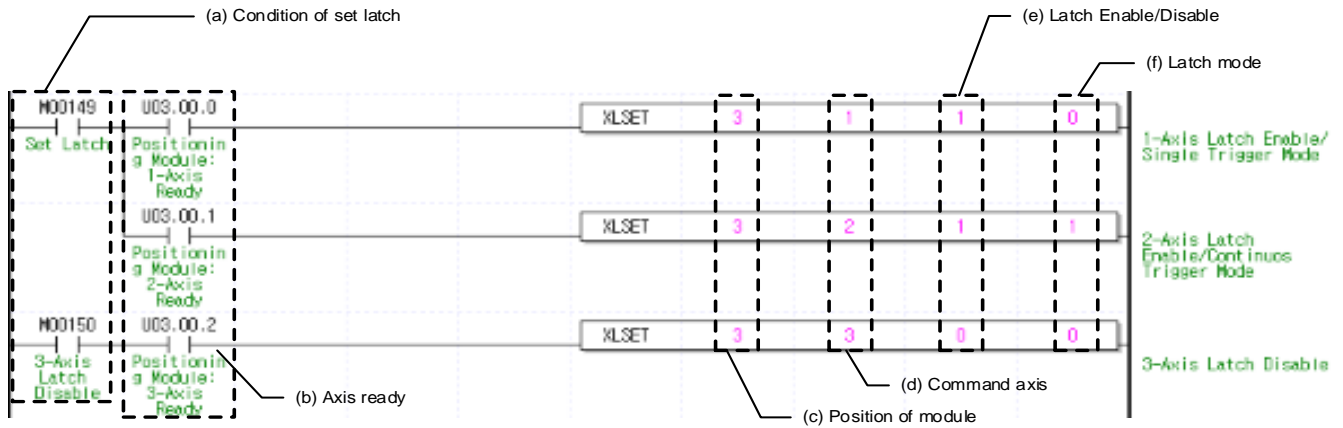 (a) Condition of set latch
(e) Latch Enable/Disable
(f) Latch mode
M00149 U03.00.0
XLSET 3 1 1 0
Set Latch
Positionin
g Module:
1-Axis
Ready
1-Axis Latch Enable/
Single Trigger Mode
U03.00.1
XLSET 3 2 1 1
Positionin
g Module:
2-Axis
Ready
2-Axis Latch
Enable/Continuos
Trigger Mode
M00150 U03.00.2
XLSET 3 3 0 0
3-Axis
Latch
Disable
Positionin
g Module:
3-Axis
Ready
3-Axis Latch Disable
(b) Axis ready
(d) Command axis
(c) Position of module